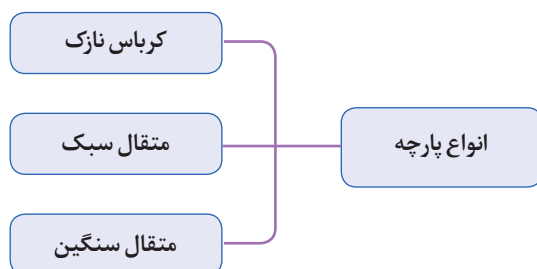 انواع پارچه
کرباس نازک
متقال سبک
متقال سنگین